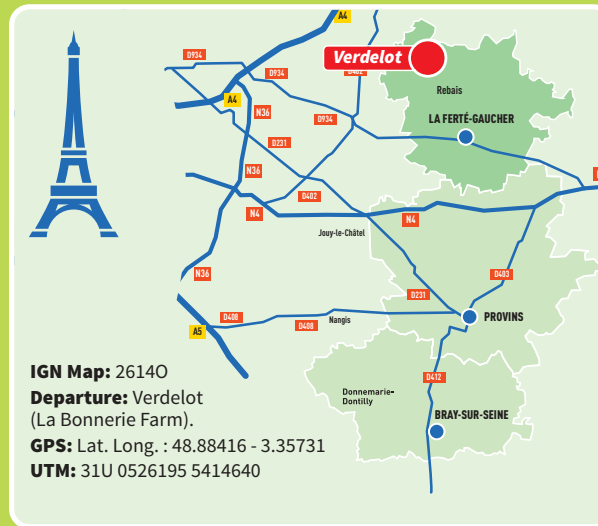 A4
D934
Verdelot
D934
D402
Rebais
A4
N36
LA FERTÉ-GAUCHER
D934
D231
N36
D402
N4
N4
Jouy-le-Châtel
N36
D403
D231
PROVINS
D408
D408
Nangis
A5
D412
Donnemarie-
Dontilly
BRAY-SUR-SEINE
IGN Map: 2614O
Departure: Verdelot
(La Bonnerie Farm).
GPS: Lat. Long. : 48.88416 - 3.35731
UTM: 31U 0526195 5414640